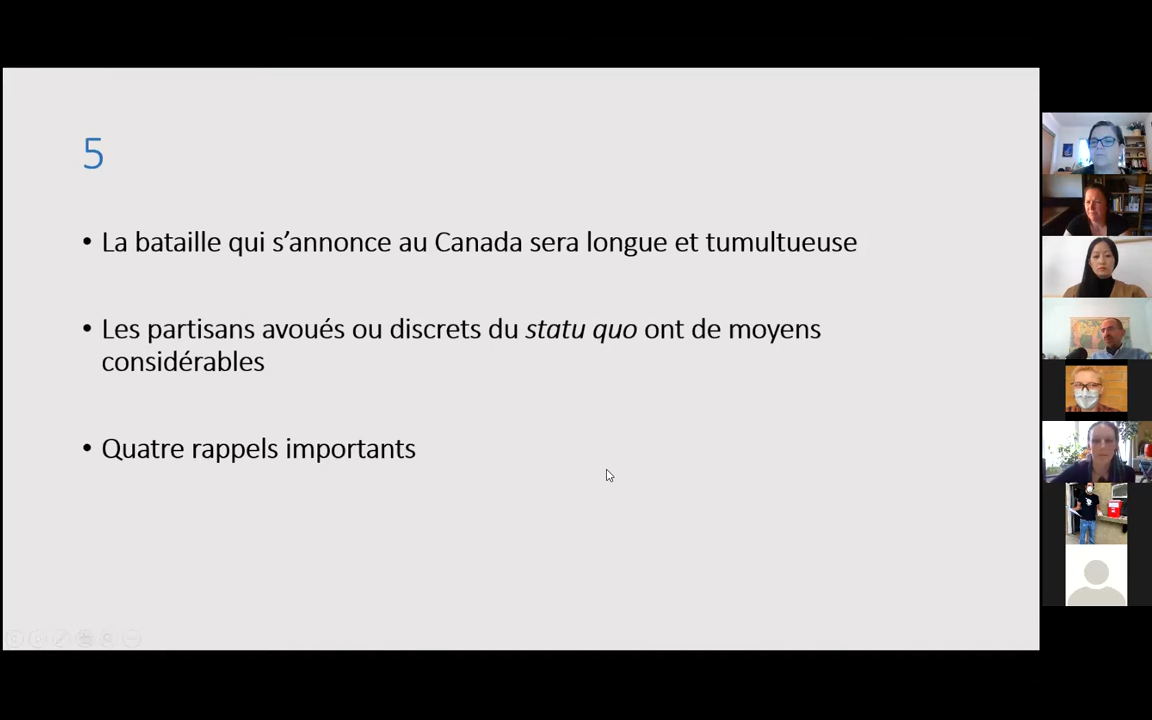 5
• La bataille qui s’annonce au Canada sera longue et tumultueuse
• Les partisans avoués ou discrets du statu quo ont de moyens
considérables
• Quatre rappels importants